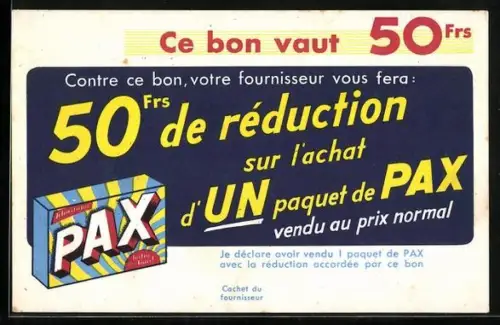 Ce bon vaut 50 Frs
Contre ce bon, votre fournisseur vous fera:
50 Frs de réduction
sur l'achat
d'UN paquet de PAX
vendu au prix normal
PAX
Je déclare avoir vendu 1 paquet de PAX
avec la réduction accordée par ce bon
Cachet du
fournisseur